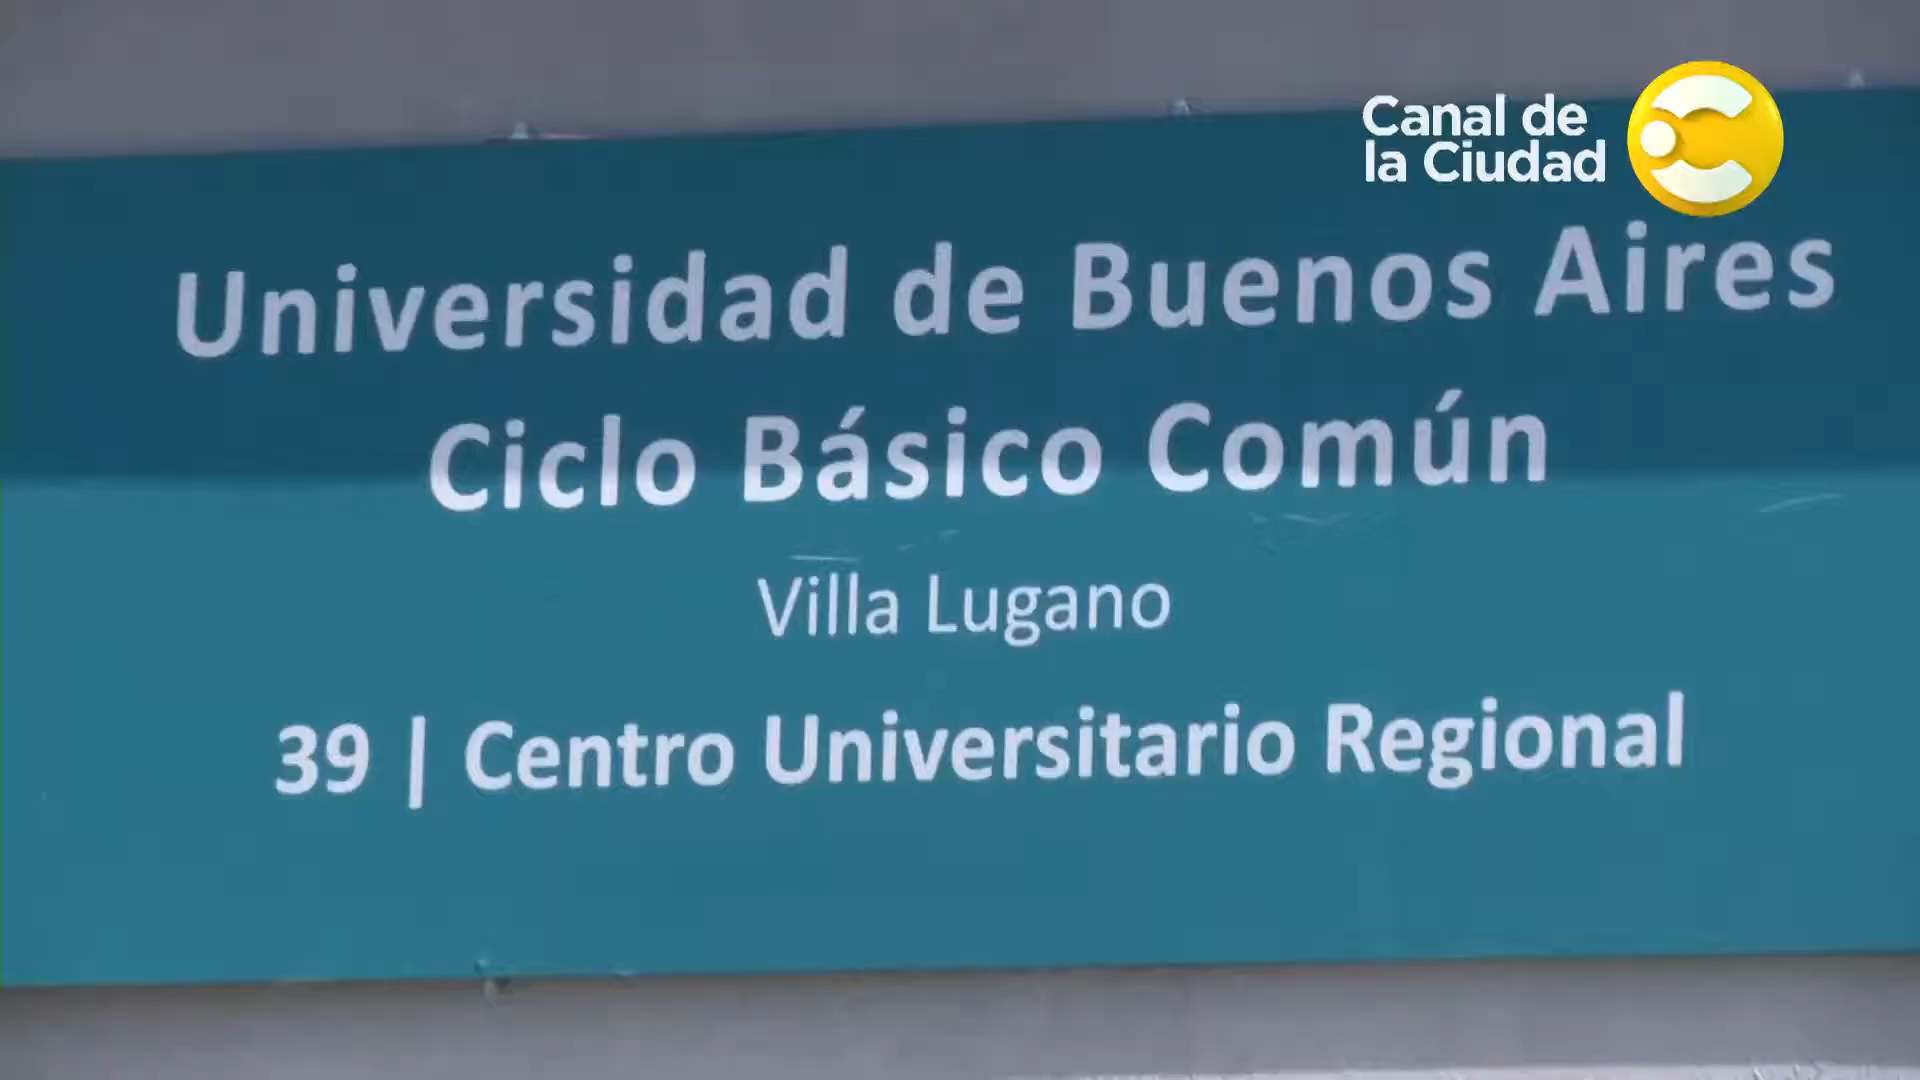 Canal de
la Ciudad
Universidad de Buenos Aires
Ciclo Básico Común
Villa Lugano
39 | Centro Universitario Regional